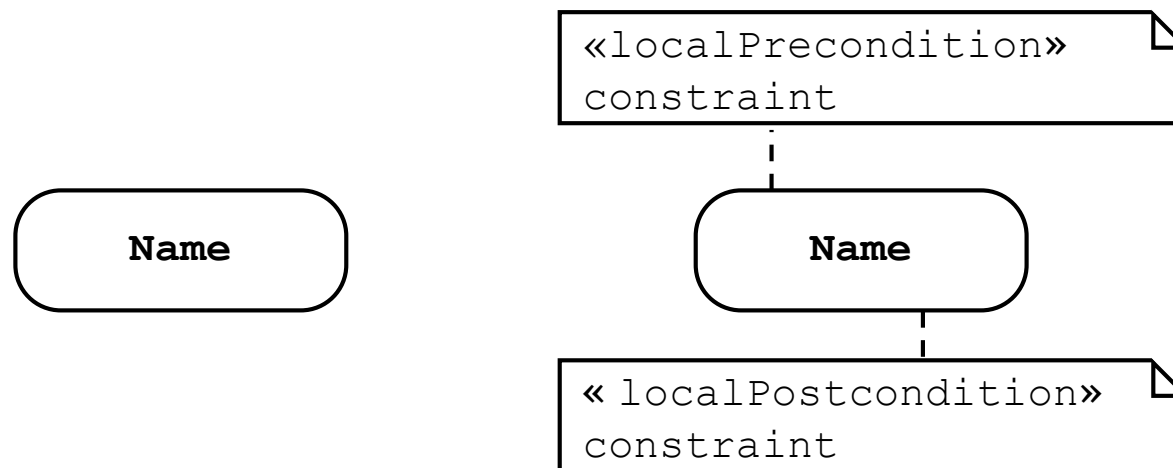 «localPrecondition»
constraint
Name
Name
« localPostcondition»
constraint